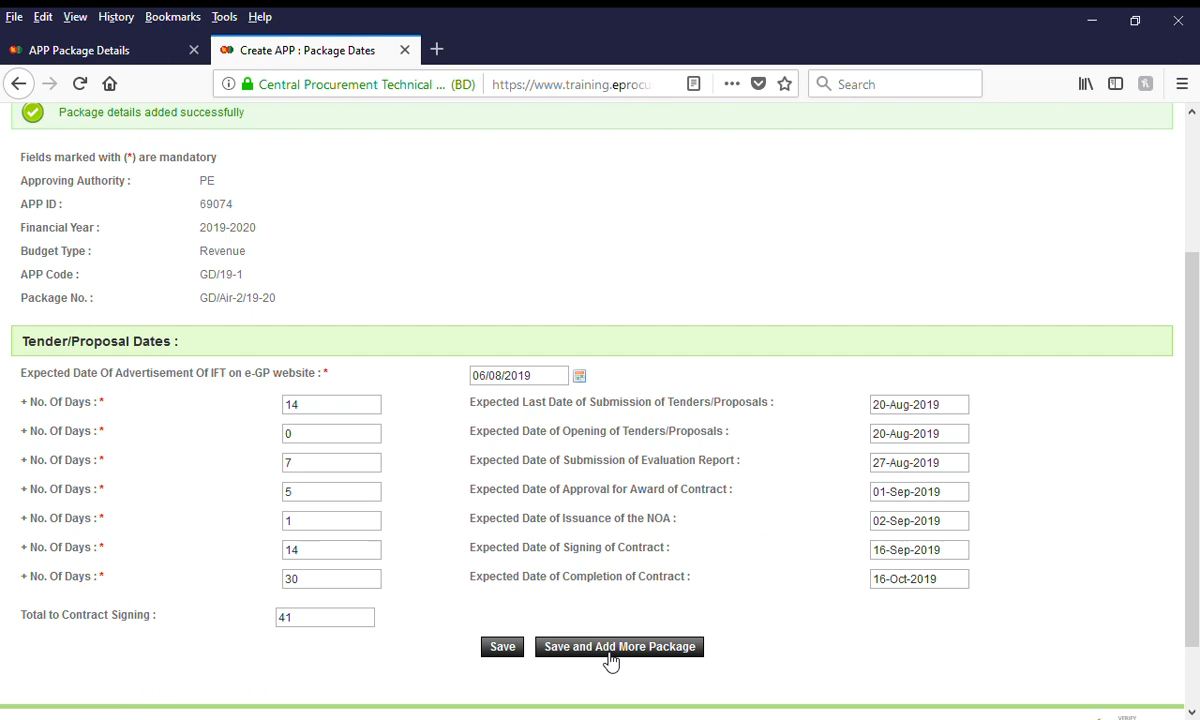 File Edit View History Bookmarks Tools Help
APP Package Details
Create APP : Package Dates
Central Procurement Technical ... (BD) https://www.training.eprocu
Search
Package details added successfully
Fields marked with (*) are mandatory
Approving Authority : PE
APP ID : 69074
Financial Year : 2019-2020
Budget Type : Revenue
APP Code : GD/19-1
Package No. : GD/Air-2/19-20
Tender/Proposal Dates :
Expected Date Of Advertisement Of IFT on e-GP website : * 06/08/2019
+ No. Of Days : * 14 Expected Last Date of Submission of Tenders/Proposals : 20-Aug-2019
+ No. Of Days : * 0 Expected Date of Opening of Tenders/Proposals : 20-Aug-2019
+ No. Of Days : * 7 Expected Date of Submission of Evaluation Report : 27-Aug-2019
+ No. Of Days : * 5 Expected Date of Approval for Award of Contract : 01-Sep-2019
+ No. Of Days : * 1 Expected Date of Issuance of the NOA : 02-Sep-2019
+ No. Of Days : * 14 Expected Date of Signing of Contract : 16-Sep-2019
+ No. Of Days : * 30 Expected Date of Completion of Contract : 16-Oct-2019
Total to Contract Signing : 41
Save Save and Add More Package
VERIFY